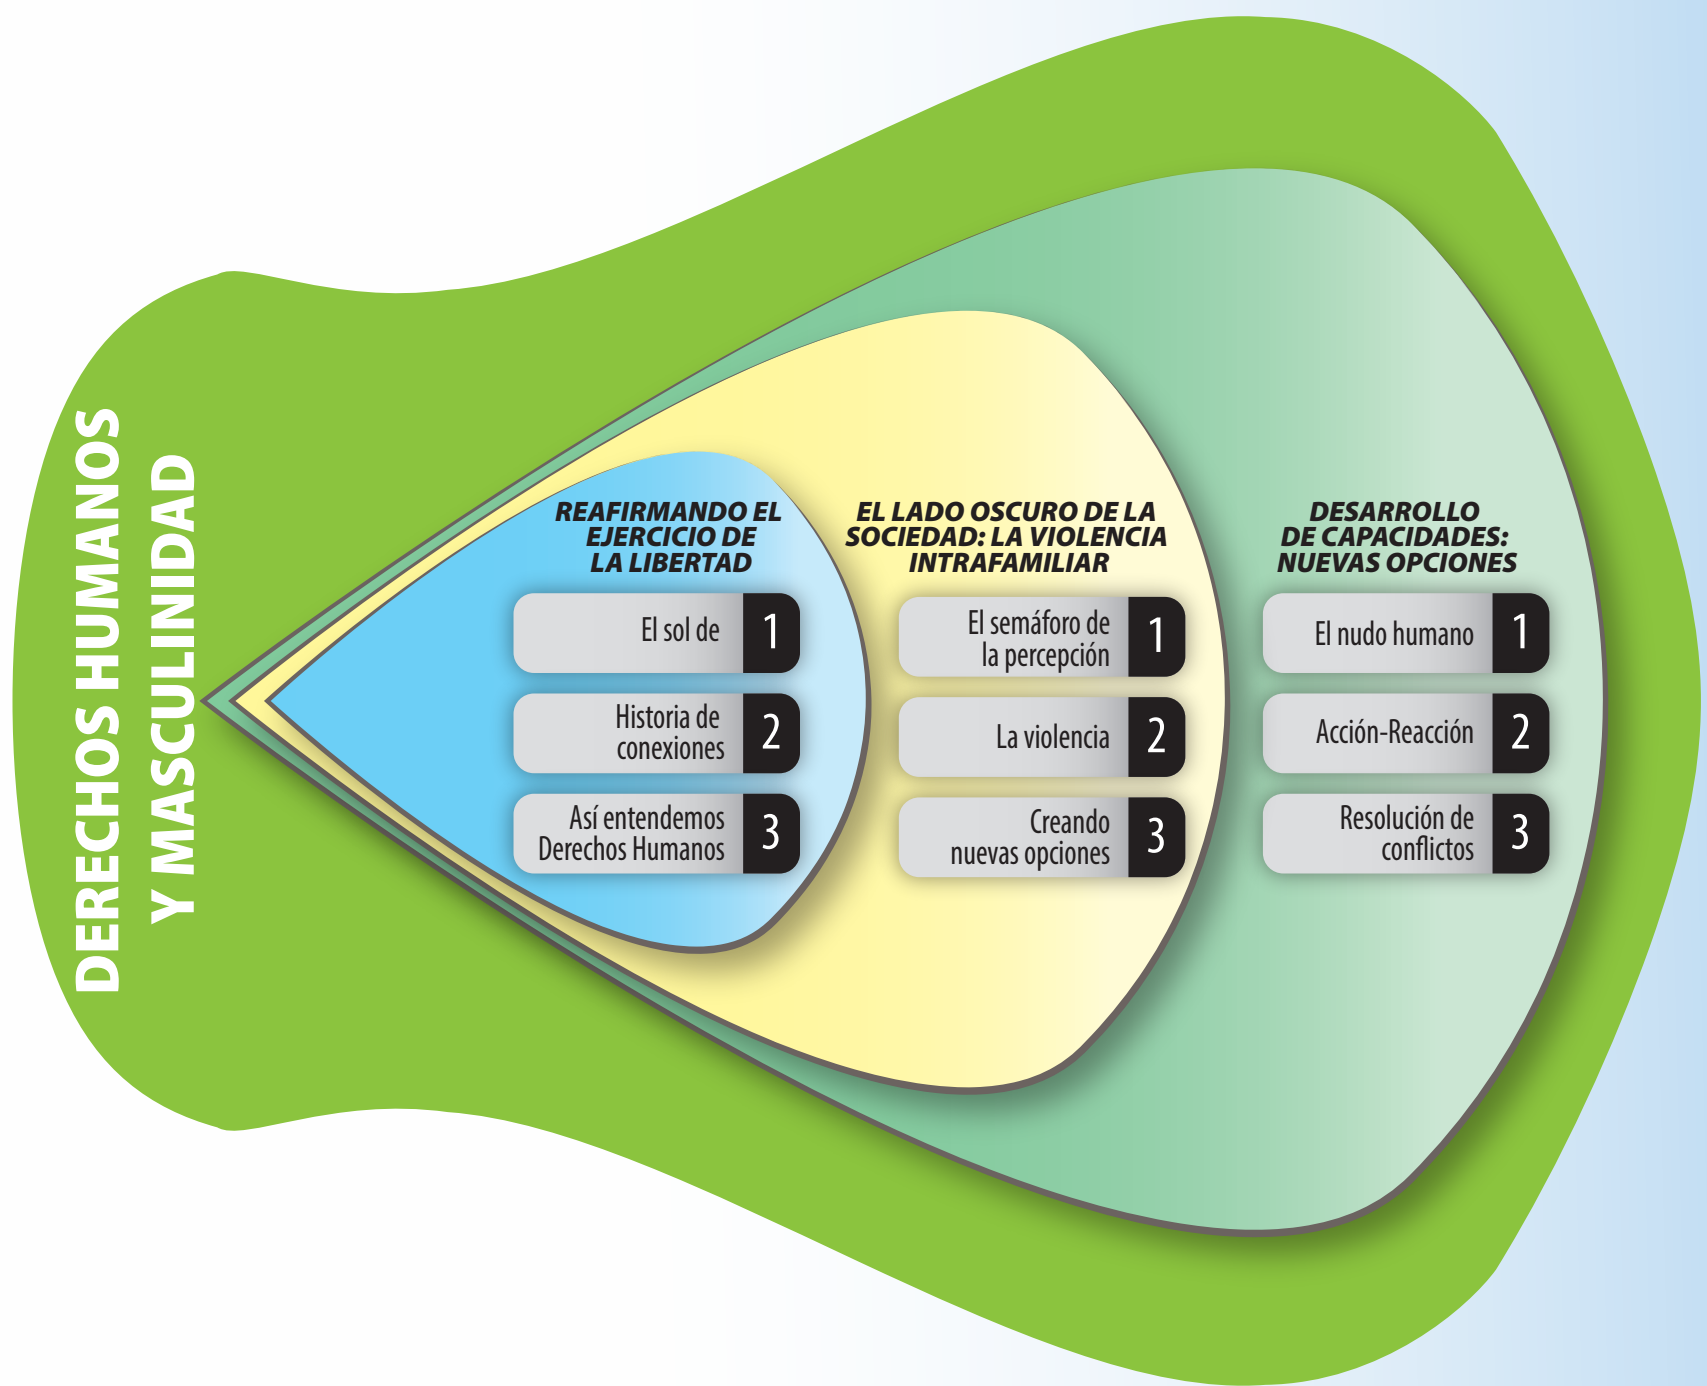 DERECHOS HUMANOS
Y MASCULINIDAD
REAFIRMANDO EL
EJERCICIO DE
LA LIBERTAD
El sol de
1
Historia de
conexiones
2
Así entendemos
Derechos Humanos
3
EL LADO OSCURO DE LA
SOCIEDAD: LA VIOLENCIA
INTRAFAMILIAR
El semáforo de
la percepción
1
La violencia
2
Creando
nuevas opciones
3
DESARROLLO
DE CAPACIDADES:
NUEVAS OPCIONES
El nudo humano
1
Acción-Reacción
2
Resolución de
conflictos
3